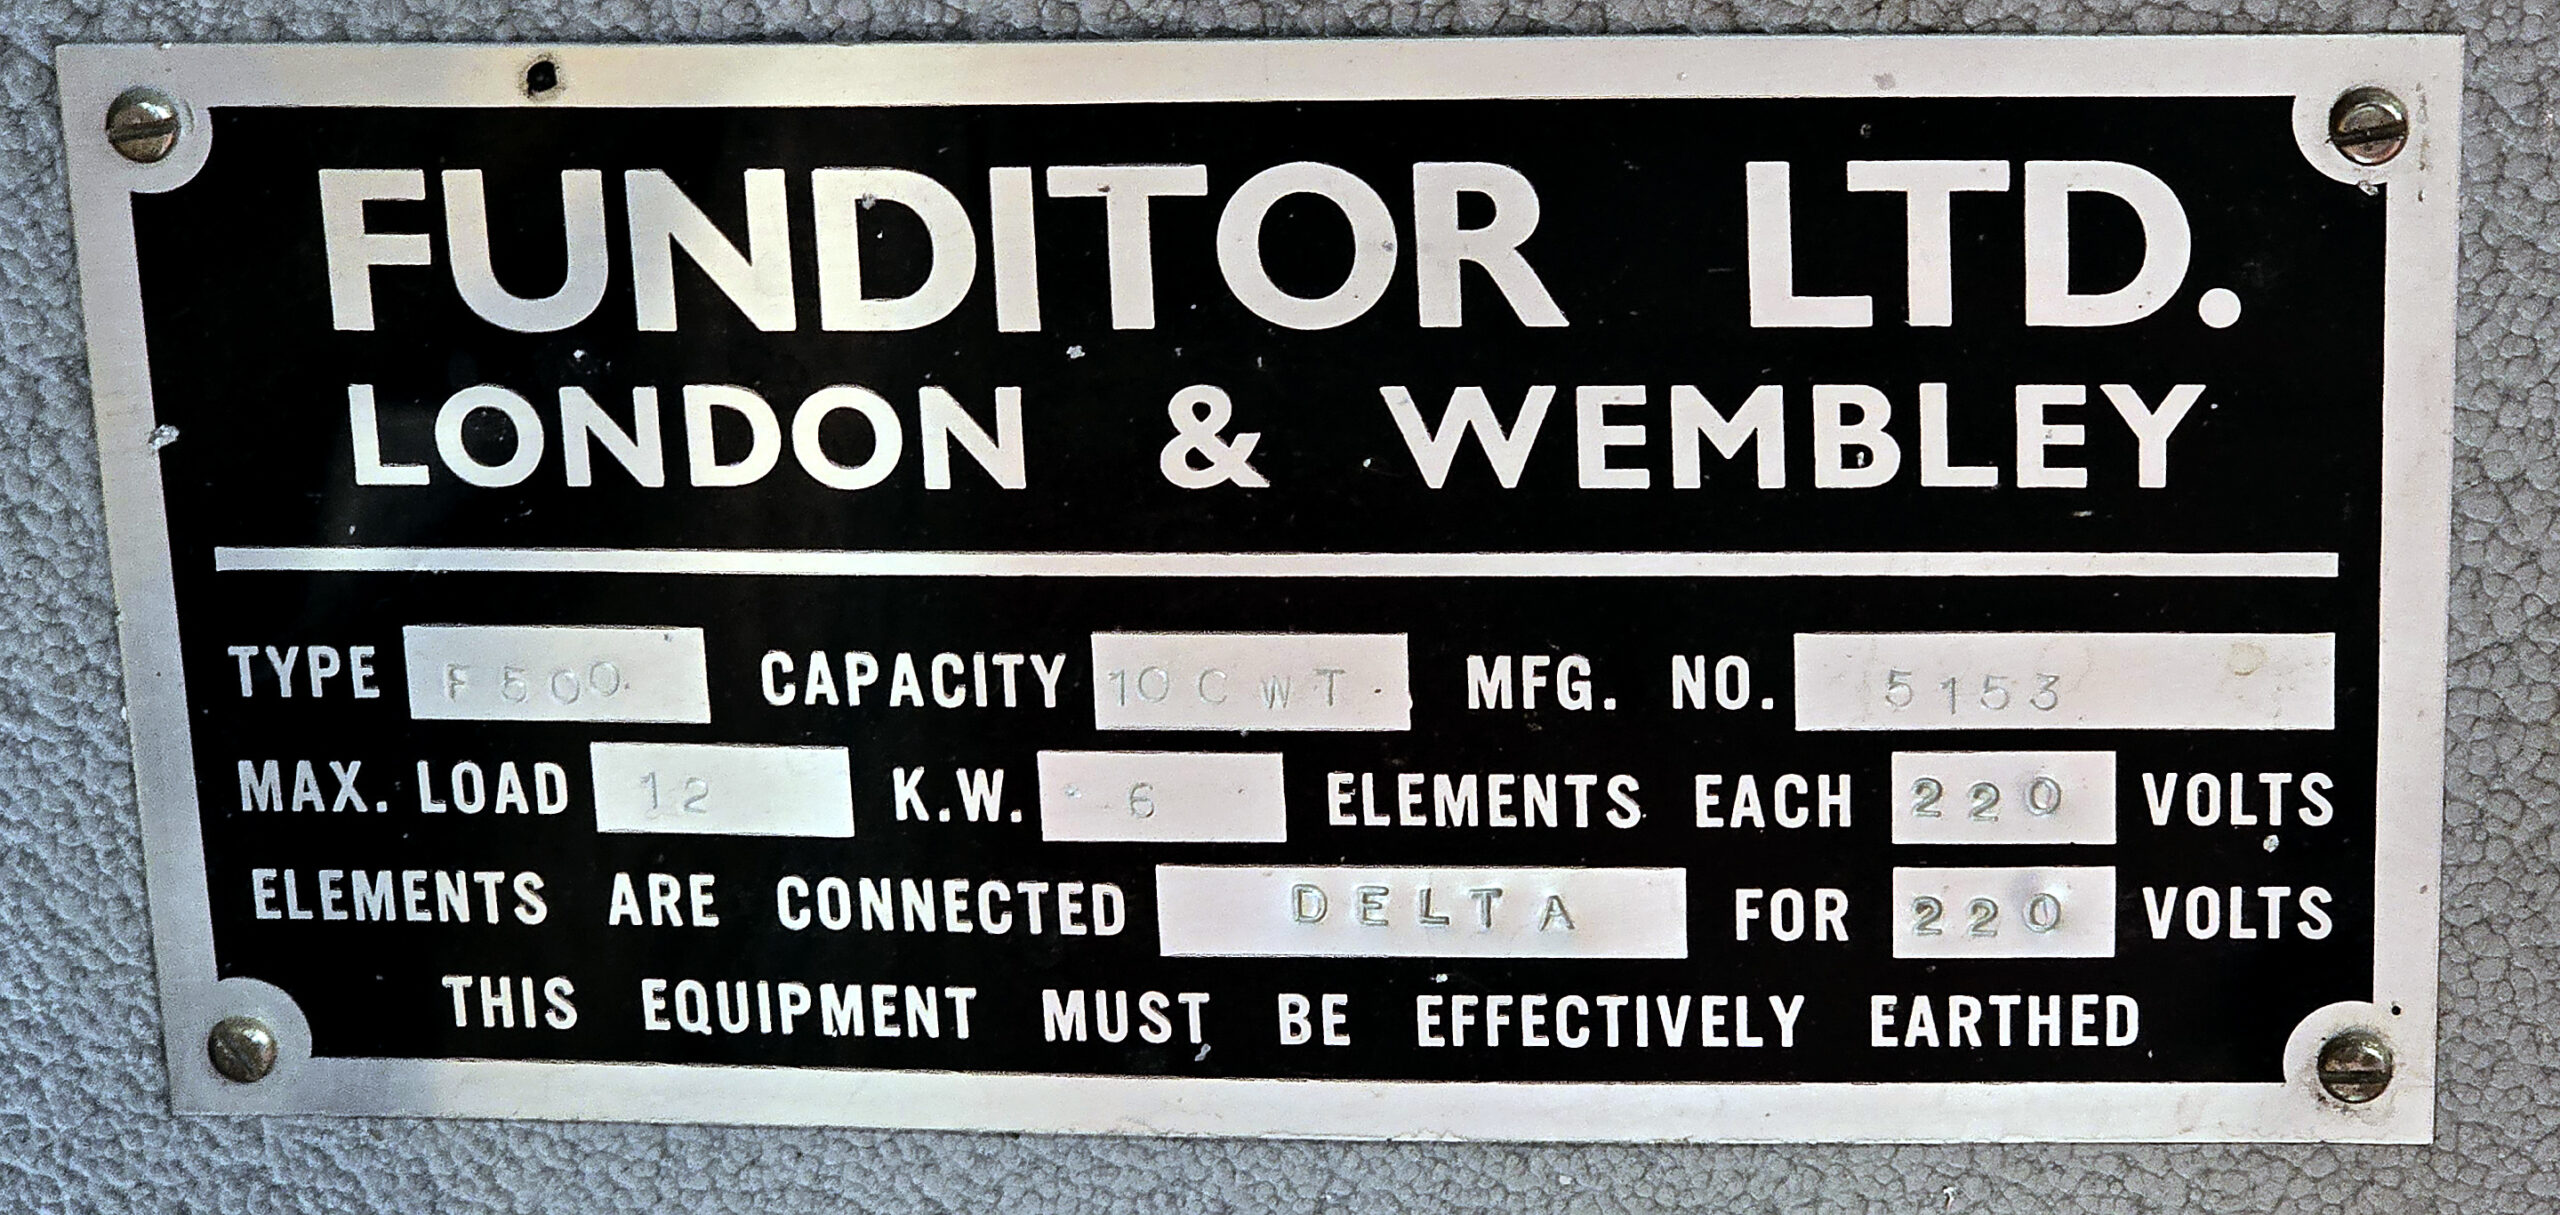 FUNDITOR LTD.
LONDON & WEMBLEY
TYPE F500 CAPACITY 10 CWT. MFG. NO. 5153
MAX. LOAD 12 K.W. 6 ELEMENTS EACH 220 VOLTS
ELEMENTS ARE CONNECTED DELTA FOR 220 VOLTS
THIS EQUIPMENT MUST BE EFFECTIVELY EARTHED